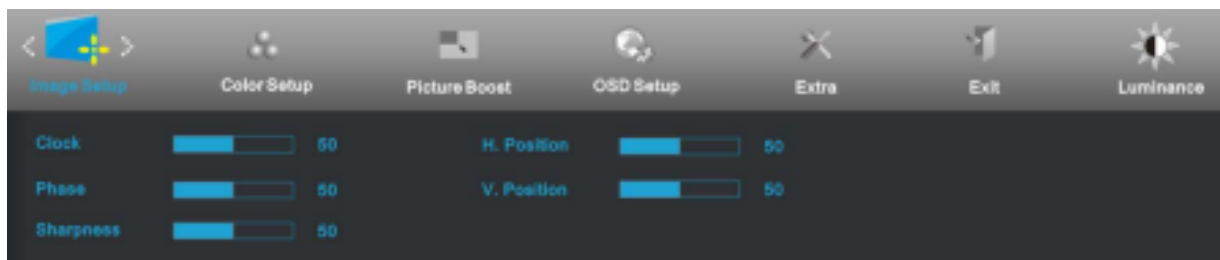 < >
Image Setup Color Setup Picture Boost OSD Setup Extra Exit Luminance
Clock 50 H. Position 50
Phase 50 V. Position 50
Sharpness 50